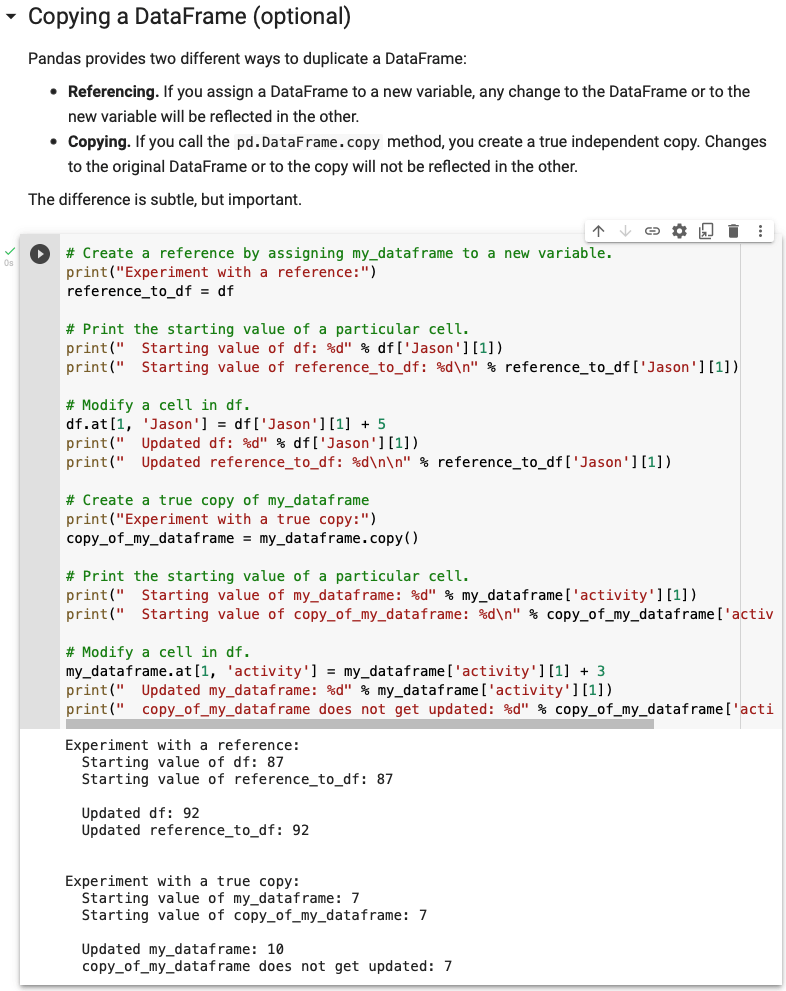 Copying a DataFrame (optional)
Pandas provides two different ways to duplicate a DataFrame:
• Referencing. If you assign a DataFrame to a new variable, any change to the DataFrame or to the
new variable will be reflected in the other.
• Copying. If you call the pd.DataFrame.copy method, you create a true independent copy. Changes
to the original DataFrame or to the copy will not be reflected in the other.
The difference is subtle, but important.
0s
# Create a reference by assigning my_dataframe to a new variable.
print("Experiment with a reference:")
reference_to_df = df

# Print the starting value of a particular cell.
print("  Starting value of df: %d" % df['Jason'][1])
print("  Starting value of reference_to_df: %d\n" % reference_to_df['Jason'][1])

# Modify a cell in df.
df.at[1, 'Jason'] = df['Jason'][1] + 5
print("  Updated df: %d" % df['Jason'][1])
print("  Updated reference_to_df: %d\n\n" % reference_to_df['Jason'][1])

# Create a true copy of my_dataframe
print("Experiment with a true copy:")
copy_of_my_dataframe = my_dataframe.copy()

# Print the starting value of a particular cell.
print("  Starting value of my_dataframe: %d" % my_dataframe['activity'][1])
print("  Starting value of copy_of_my_dataframe: %d\n" % copy_of_my_dataframe['activ

# Modify a cell in df.
my_dataframe.at[1, 'activity'] = my_dataframe['activity'][1] + 3
print("  Updated my_dataframe: %d" % my_dataframe['activity'][1])
print("  copy_of_my_dataframe does not get updated: %d" % copy_of_my_dataframe['acti
Experiment with a reference:
  Starting value of df: 87
  Starting value of reference_to_df: 87

  Updated df: 92
  Updated reference_to_df: 92


Experiment with a true copy:
  Starting value of my_dataframe: 7
  Starting value of copy_of_my_dataframe: 7

  Updated my_dataframe: 10
  copy_of_my_dataframe does not get updated: 7